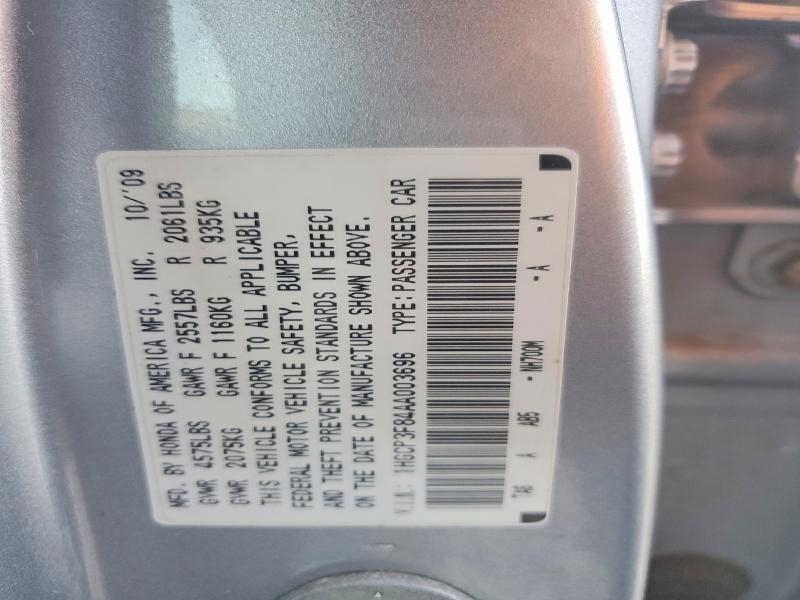 MFD. BY HONDA OF AMERICA MFG., INC. 10/'09
GVWR 4575LBS GAWR F 2557LBS R 2061LBS
GVWR 2075KG GAWR F 1160KG R 935KG
THIS VEHICLE CONFORMS TO ALL APPLICABLE
FEDERAL MOTOR VEHICLE SAFETY, BUMPER,
AND THEFT PREVENTION STANDARDS IN EFFECT
ON THE DATE OF MANUFACTURE SHOWN ABOVE.
V.I.N.: 1HGCP3F84AA003696 TYPE: PASSENGER CAR
TA6 A AB5 -NH700M -A -A